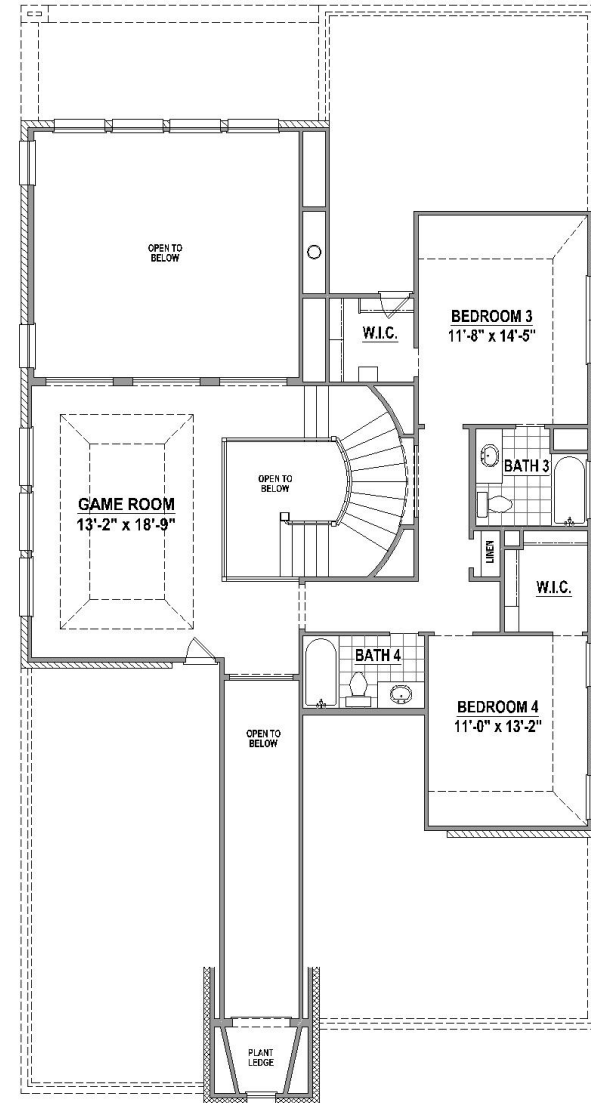 OPEN TO
BELOW
BEDROOM 3
11'-8" x 14'-5"
W.I.C.
BATH 3
OPEN TO
BELOW
GAME ROOM
13'-2" x 18'-9"
LINEN
W.I.C.
BATH 4
BEDROOM 4
11'-0" x 13'-2"
OPEN TO
BELOW
PLANT
LEDGE